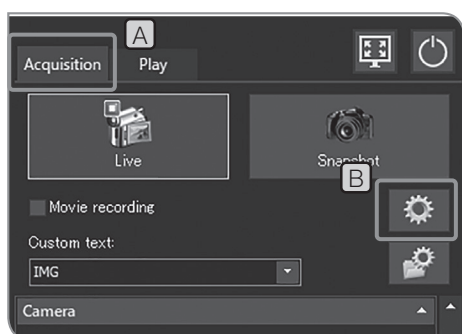 A
Acquisition Play
Live Snapshot
B
Movie recording
Custom text:
IMG
Camera